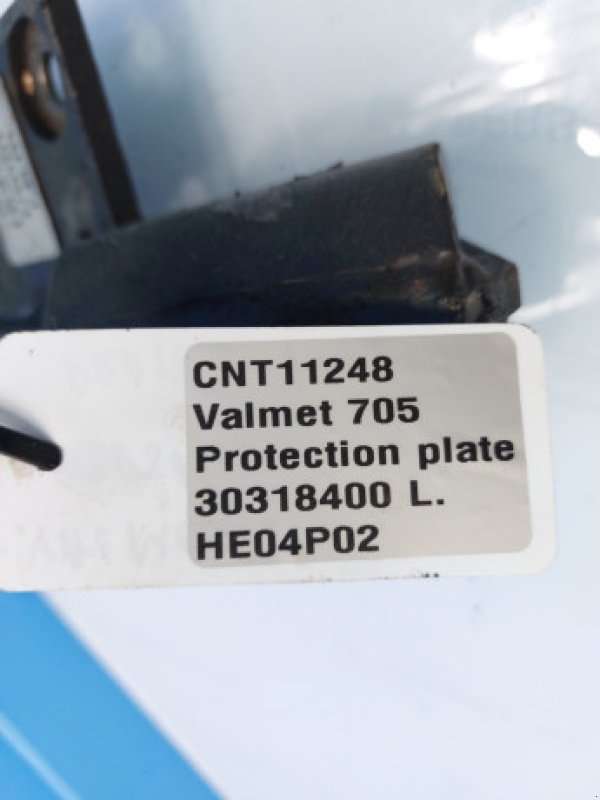 CNT11248
Valmet 705
Protection plate
30318400 L.
HE04P02